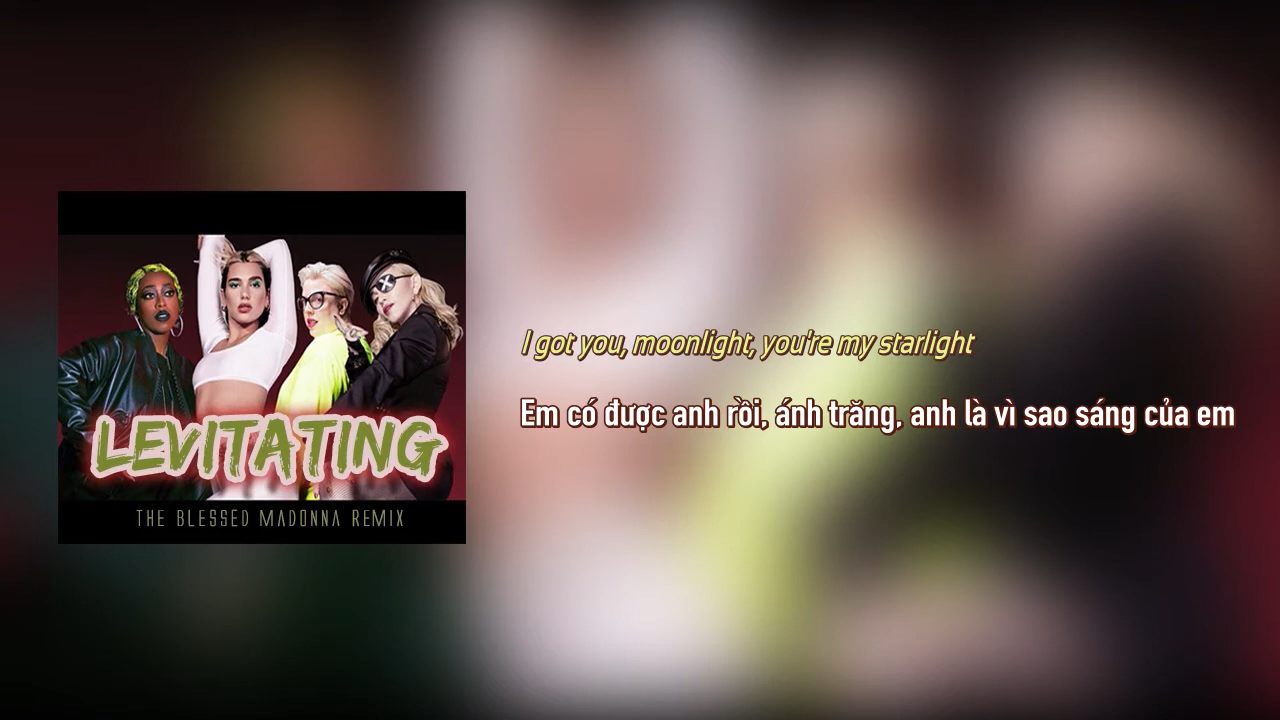 LEVITATING
THE BLESSED MADONNA REMIX
I got you, moonlight, you're my starlight
Em có được anh rồi, ánh trăng, anh là vì sao sáng của em